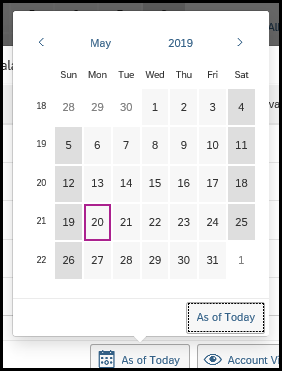 May 2019
Sun Mon Tue Wed Thu Fri Sat
18 28 29 30 1 2 3 4
19 5 6 7 8 9 10 11
20 12 13 14 15 16 17 18
21 19 20 21 22 23 24 25
22 26 27 28 29 30 31 1
As of Today
As of Today Account Vi